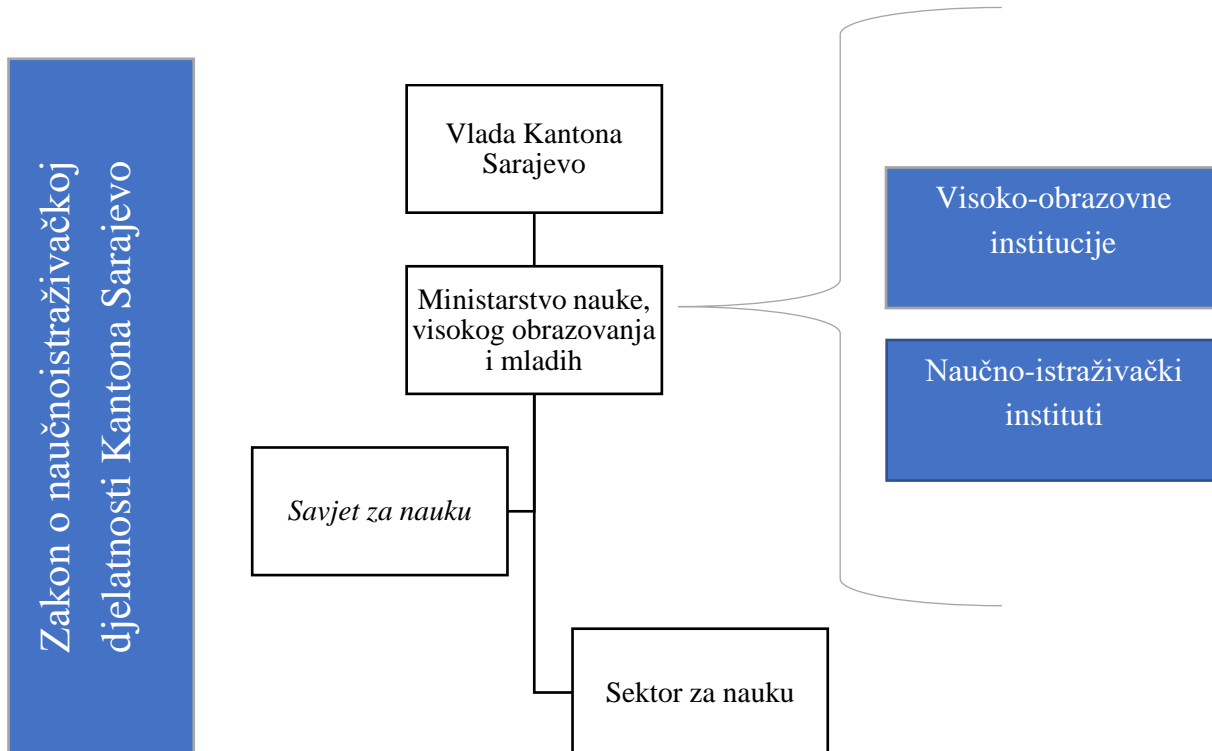 Zakon o naučnoistraživačkoj
djelatnosti Kantona Sarajevo
Vlada Kantona
Sarajevo
Ministarstvo nauke,
visokog obrazovanja
i mladih
Savjet za nauku
Sektor za nauku
Visoko-obrazovne
institucije
Naučno-istraživački
instituti